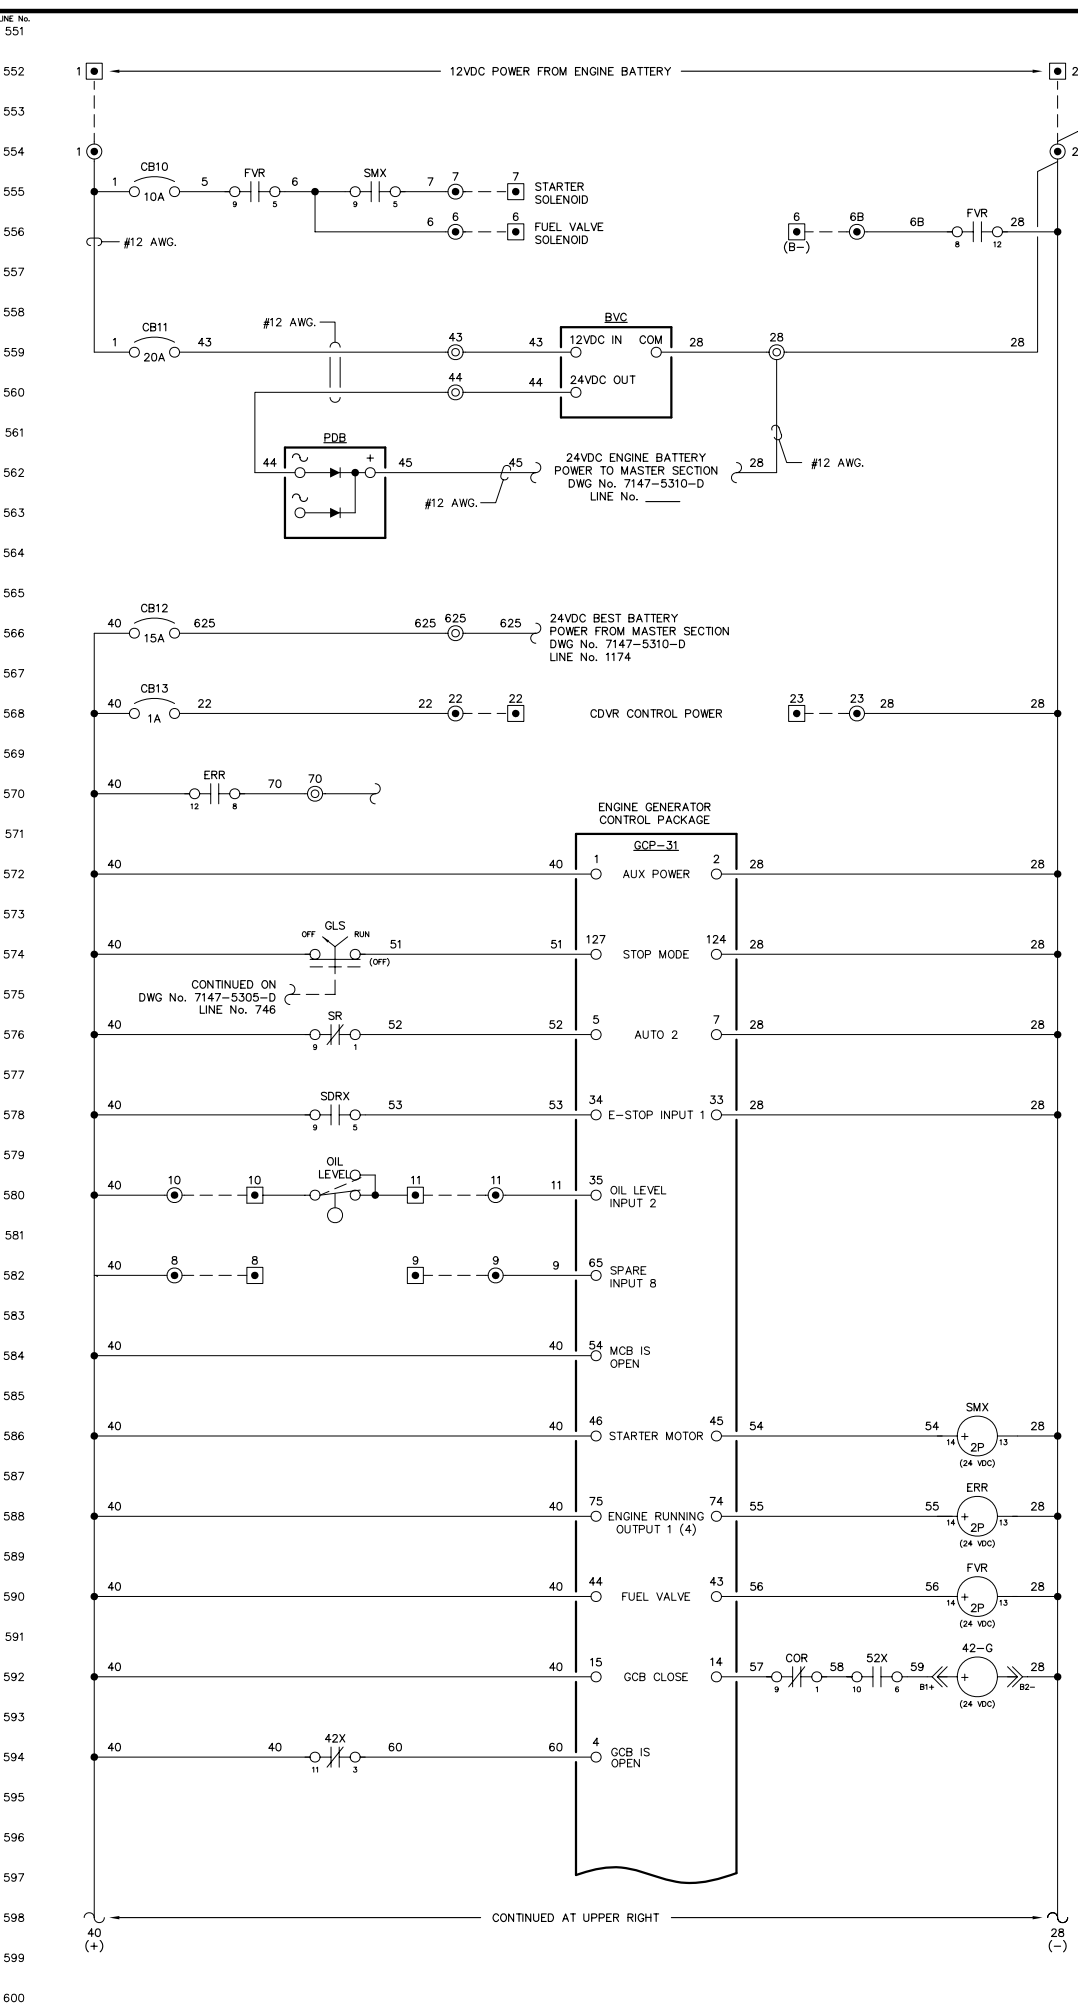 LINE No.
551
552 1 12VDC POWER FROM ENGINE BATTERY 2
553
554 1 2
CB10 FVR SMX 7 7
555 1 10A 5 9 5 6 9 5 7 STARTER
SOLENOID
556 #12 AWG. 6 6 6 FUEL VALVE
SOLENOID 6 (B-) 6B 6B FVR 8 12 28
557
558 #12 AWG. BVC
CB11
559 1 20A 43 43 43 12VDC IN COM 28 28 28
560 44 44 24VDC OUT
561 PDB
562 44 + 45 45 24VDC ENGINE BATTERY
POWER TO MASTER SECTION
DWG No. 7147-5310-D
LINE No. ____ 28 #12 AWG.
563 #12 AWG.
564
565
CB12
566 40 15A 625 625 625 625 24VDC BEST BATTERY
POWER FROM MASTER SECTION
DWG No. 7147-5310-D
LINE No. 1174
567
CB13
568 40 1A 22 22 22 22 CDVR CONTROL POWER 23 23 28 28
569
ERR
570 40 12 8 70 70
ENGINE GENERATOR
CONTROL PACKAGE
571
GCP-31
572 40 40 1 AUX POWER 2 28 28
573
GLS
OFF RUN
574 40 (OFF) 51 51 127 STOP MODE 124 28 28
575 CONTINUED ON
DWG No. 7147-5305-D
LINE No. 746
SR
576 40 9 1 52 52 5 AUTO 2 7 28 28
577
SDRX
578 40 9 5 53 53 34 E-STOP INPUT 1 33 28 28
579
OIL
LEVEL
580 40 10 10 11 11 11 35 OIL LEVEL
INPUT 2
581
582 40 8 8 9 9 9 65 SPARE
INPUT 8
583
584 40 40 54 MCB IS
OPEN
585
SMX
586 40 40 46 STARTER MOTOR 45 54 54 14 + 2P 13 28
(24 VDC)
587
ERR
588 40 40 75 ENGINE RUNNING
OUTPUT 1 (4) 74 55 55 14 + 2P 13 28
(24 VDC)
589
FVR
590 40 40 44 FUEL VALVE 43 56 56 14 + 2P 13 28
(24 VDC)
591
COR 52X 42-G
592 40 40 15 GCB CLOSE 14 57 9 1 58 10 6 59 B1+ + B2- 28
(24 VDC)
593
42X
594 40 40 11 3 60 60 4 GCB IS
OPEN
595
596
597
598 CONTINUED AT UPPER RIGHT
40 28
(+) (-)
599
600